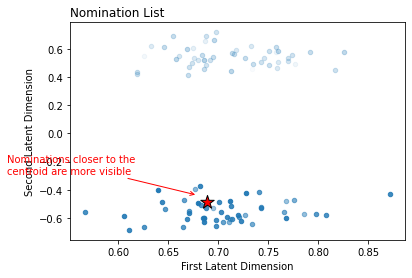 Nomination List
Second Latent Dimension
0.6
0.4
0.2
0.0
−0.2
−0.4
−0.6
Nominations closer to the
centroid are more visible
0.60
0.65
0.70
0.75
0.80
0.85
First Latent Dimension